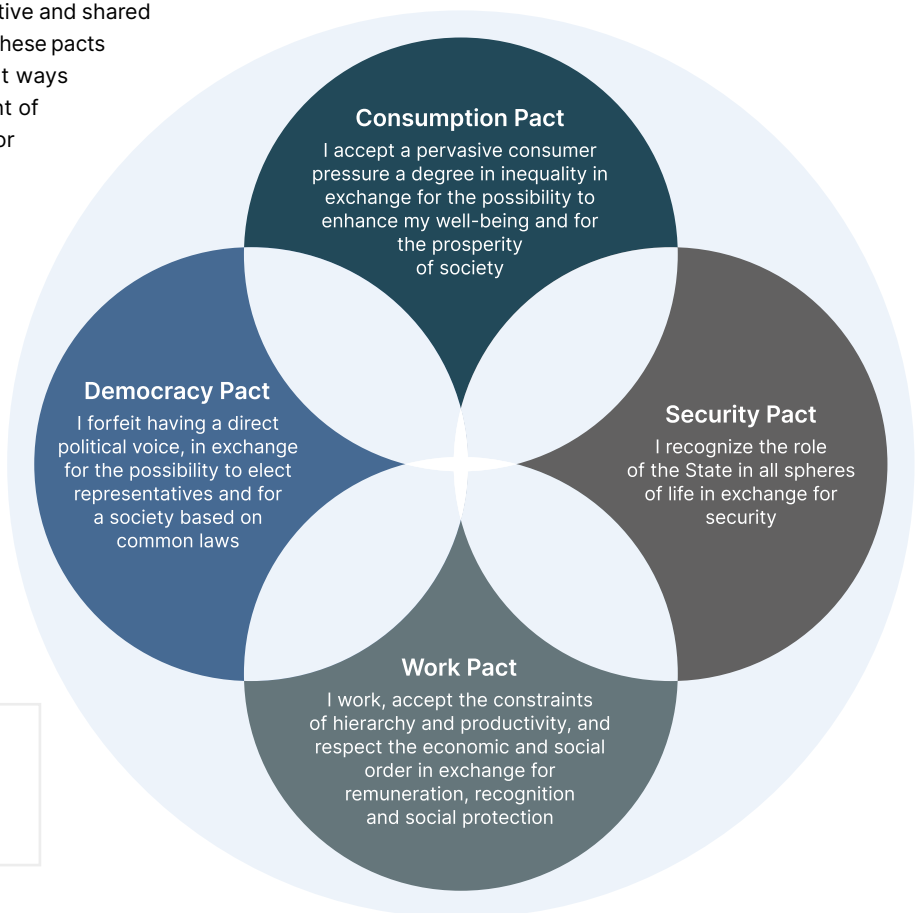 tive and shared
hese pacts
t ways
nt of
or
Consumption Pact
I accept a pervasive consumer
pressure a degree in inequality in
exchange for the possibility to
enhance my well-being and for
the prosperity
of society
Democracy Pact
I forfeit having a direct
political voice, in exchange
for the possibility to elect
representatives and for
a society based on
common laws
Security Pact
I recognize the role
of the State in all spheres
of life in exchange for
security
Work Pact
I work, accept the constraints
of hierarchy and productivity, and
respect the economic and social
order in exchange for
remuneration, recognition
and social protection